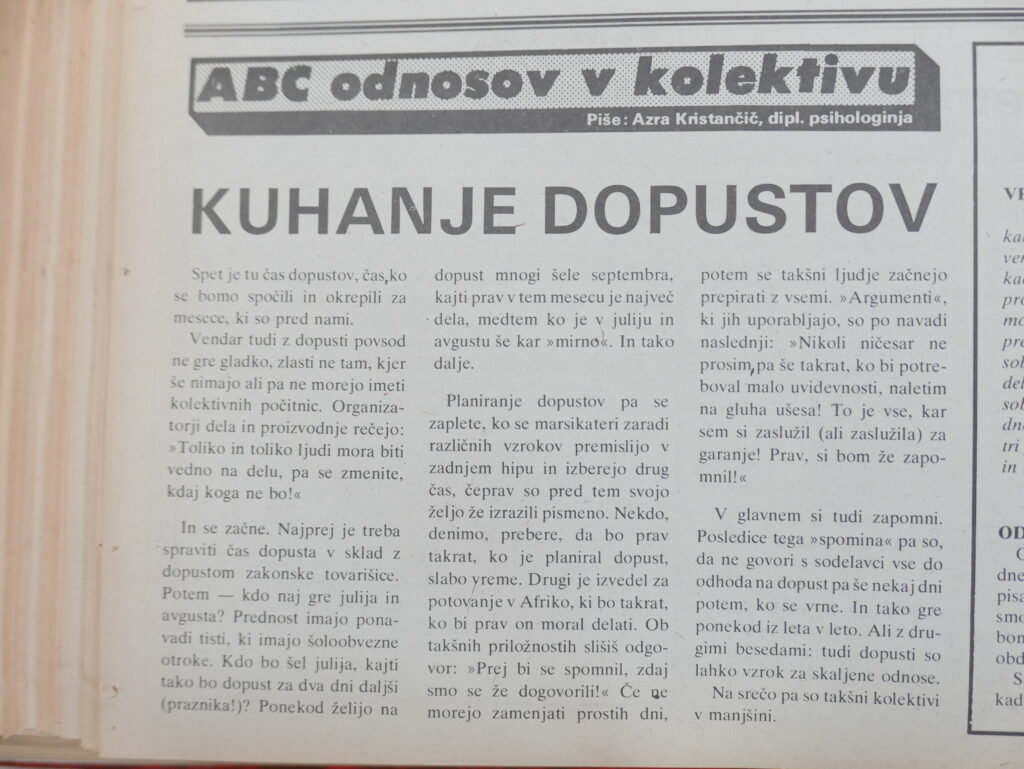 ABC odnosov v kolektivu
Piše: Azra Kristančič, dipl. psihologinja
KUHANJE DOPUSTOV
Spet je tu čas dopustov, čas, ko
se bomo spočili in okrepili za
mesece, ki so pred nami.
Vendar tudi z dopusti povsod
ne gre gladko, zlasti ne tam, kjer
še nimajo ali pa ne morejo imeti
kolektivnih počitnic. Organiza-
torji dela in proizvodnje rečejo:
»Toliko in toliko ljudi mora biti
vedno na delu, pa se zmenite,
kdaj koga ne bo!«
In se začne. Najprej je treba
spraviti čas dopusta v sklad z
dopustom zakonske tovarišice.
Potem — kdo naj gre julija in
avgusta? Prednost imajo pona-
vadi tisti, ki imajo šoloobvezne
otroke. Kdo bo šel julija, kajti
tako bo dopust za dva dni daljši
(praznika!)? Ponekod želijo na
dopust mnogi šele septembra,
kajti prav v tem mesecu je največ
dela, medtem ko je v juliju in
avgustu še kar »mirno«. In tako
dalje.
Planiranje dopustov pa se
zaplete, ko se marsikateri zaradi
različnih vzrokov premislijo v
zadnjem hipu in izberejo drug
čas, čeprav so pred tem svojo
željo že izrazili pismeno. Nekdo,
denimo, prebere, da bo prav
takrat, ko je planiral dopust,
slabo vreme. Drugi je izvedel za
potovanje v Afriko, ki bo takrat,
ko bi prav on moral delati. Ob
takšnih priložnostih slišiš odgo-
vor: »Prej bi se spomnil, zdaj
smo se že dogovorili!« Če ne
morejo zamenjati prostih dni,
potem se takšni ljudje začnejo
prepirati z vsemi. »Argumenti«,
ki jih uporabljajo, so po navadi
naslednji: »Nikoli ničesar ne
prosim, pa še takrat, ko bi potre-
boval malo uvidevnosti, naletim
na gluha ušesa! To je vse, kar
sem si zaslužil (ali zaslužila) za
garanje! Prav, si bom že zapo-
mnil!«
V glavnem si tudi zapomni.
Posledice tega »spomina« pa so,
da ne govori s sodelavci vse do
odhoda na dopust pa še nekaj dni
potem, ko se vrne. In tako gre
ponekod iz leta v leto. Ali z dru-
gimi besedami: tudi dopusti so
lahko vzrok za skaljene odnose.
Na srečo pa so takšni kolektivi
v manjšini.
tri
in